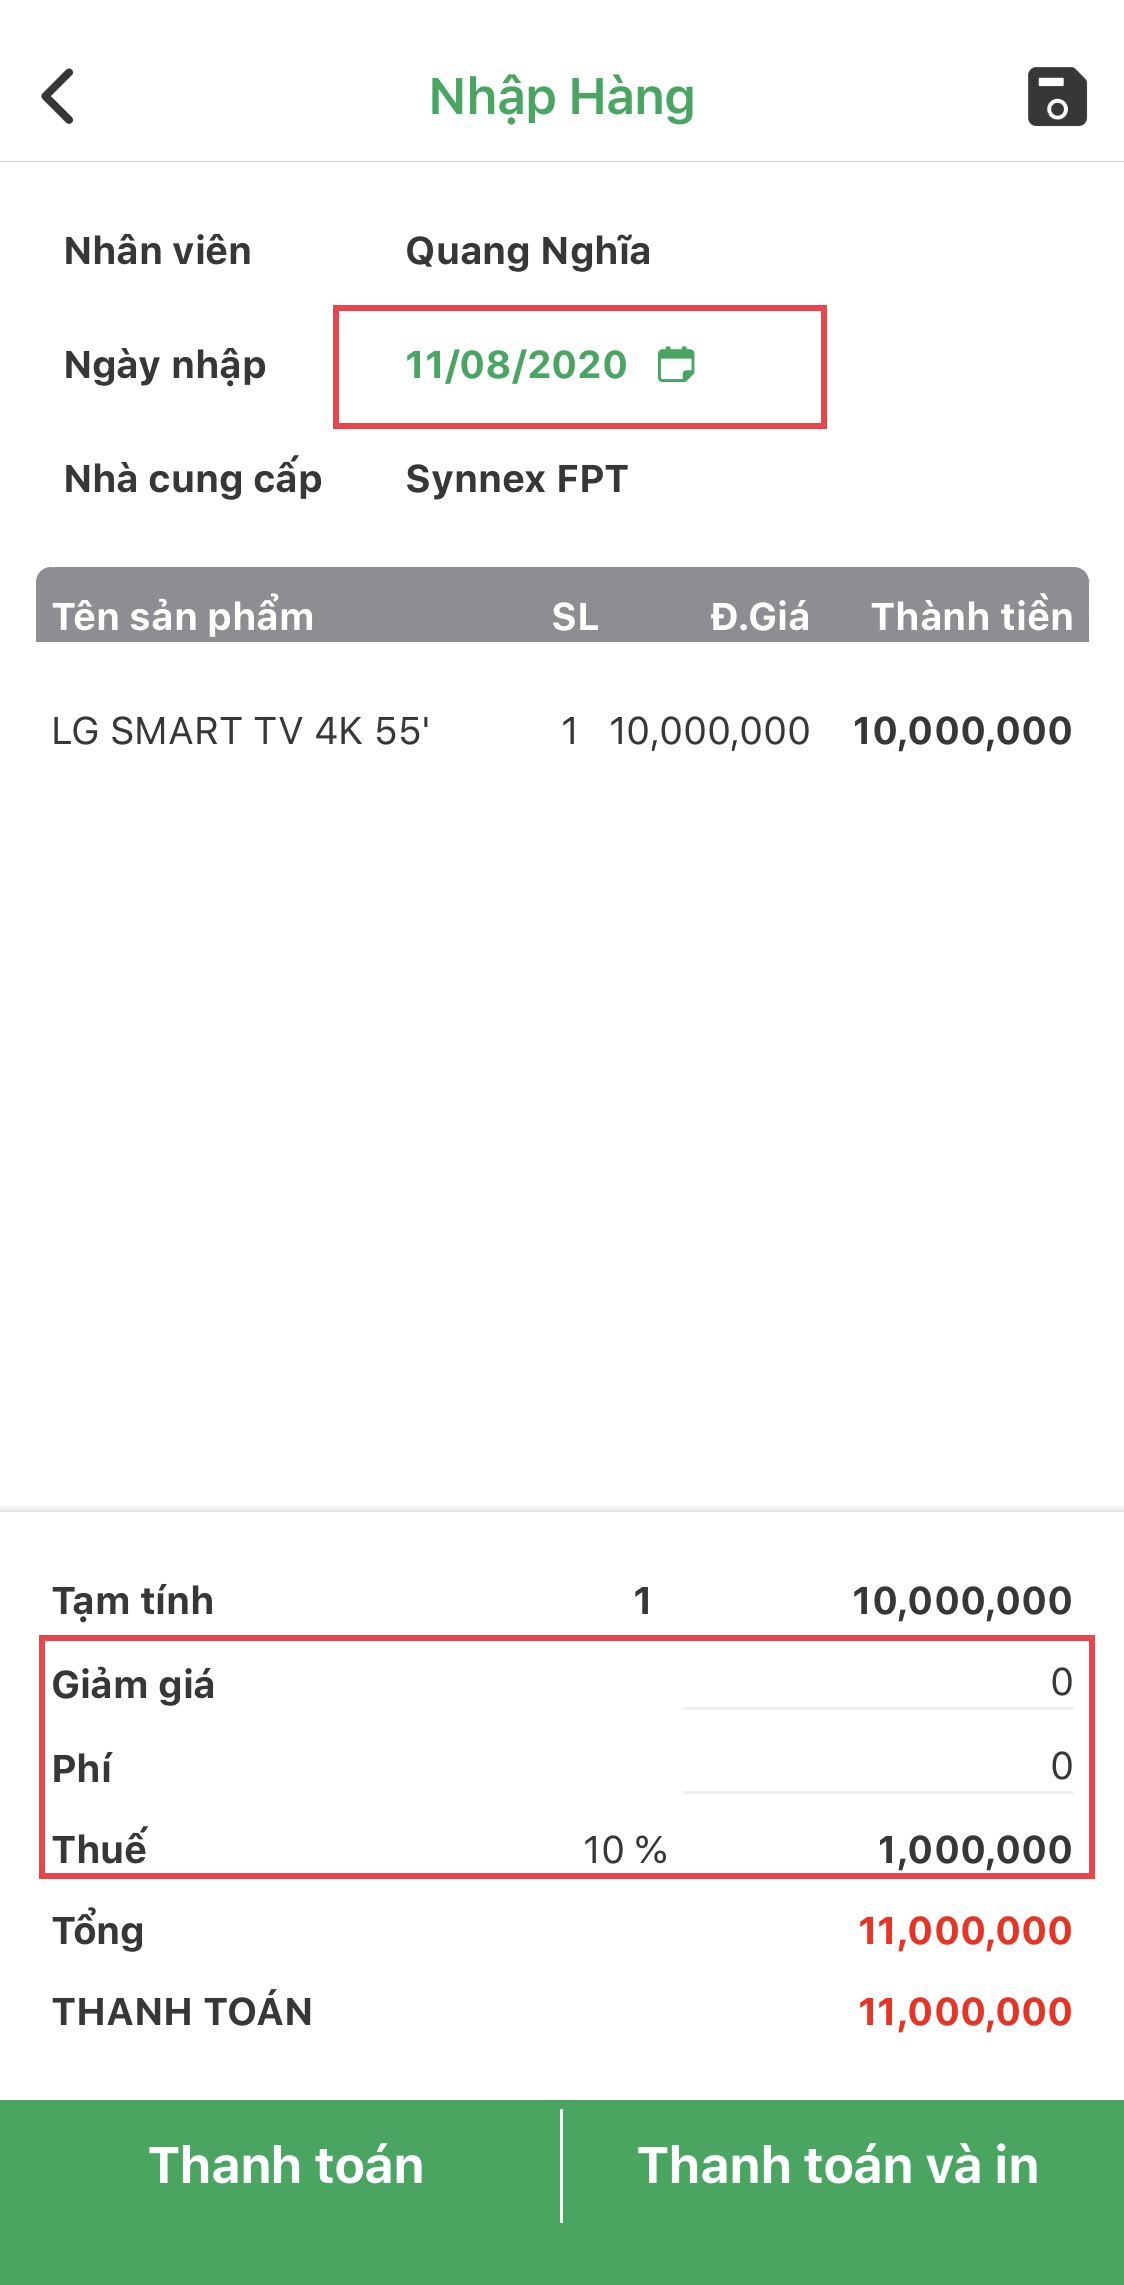 Nhập Hàng
Nhân viên Quang Nghĩa
Ngày nhập 11/08/2020
Nhà cung cấp Synnex FPT
Tên sản phẩm SL Đ.Giá Thành tiền
LG SMART TV 4K 55' 1 10,000,000 10,000,000
Tạm tính 1 10,000,000
Giảm giá 0
Phí 0
Thuế 10 % 1,000,000
Tổng 11,000,000
THANH TOÁN 11,000,000
Thanh toán Thanh toán và in